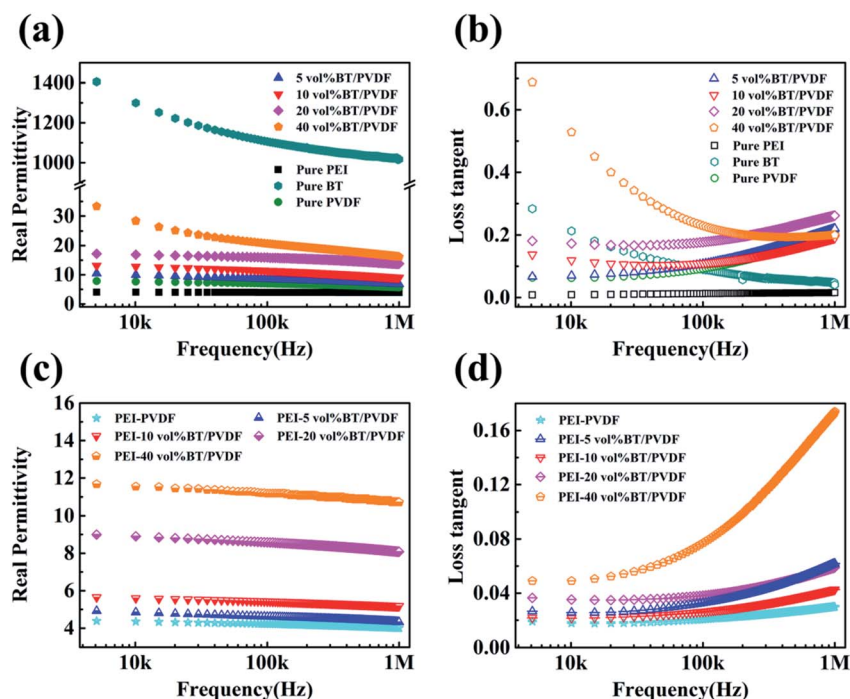 (a)
Real Permittivity
1400
1200
1000
30
20
10
0
5 vol%BT/PVDF
10 vol%BT/PVDF
20 vol%BT/PVDF
40 vol%BT/PVDF
Pure PEI
Pure BT
Pure PVDF
10k 100k 1M
Frequency(Hz)
(b)
Loss tangent
0.6
0.4
0.2
0.0
5 vol%BT/PVDF
10 vol%BT/PVDF
20 vol%BT/PVDF
40 vol%BT/PVDF
Pure PEI
Pure BT
Pure PVDF
10k 100k 1M
Frequency(Hz)
(c)
Real Permittivity
16
14
12
10
8
6
4
PEI-PVDF PEI-5 vol%BT/PVDF
PEI-10 vol%BT/PVDF PEI-20 vol%BT/PVDF
PEI-40 vol%BT/PVDF
10k 100k 1M
Frequency(Hz)
(d)
Loss tangent
0.16
0.12
0.08
0.04
0.00
PEI-PVDF
PEI-5 vol%BT/PVDF
PEI-10 vol%BT/PVDF
PEI-20 vol%BT/PVDF
PEI-40 vol%BT/PVDF
10k 100k 1M
Frequency(Hz)